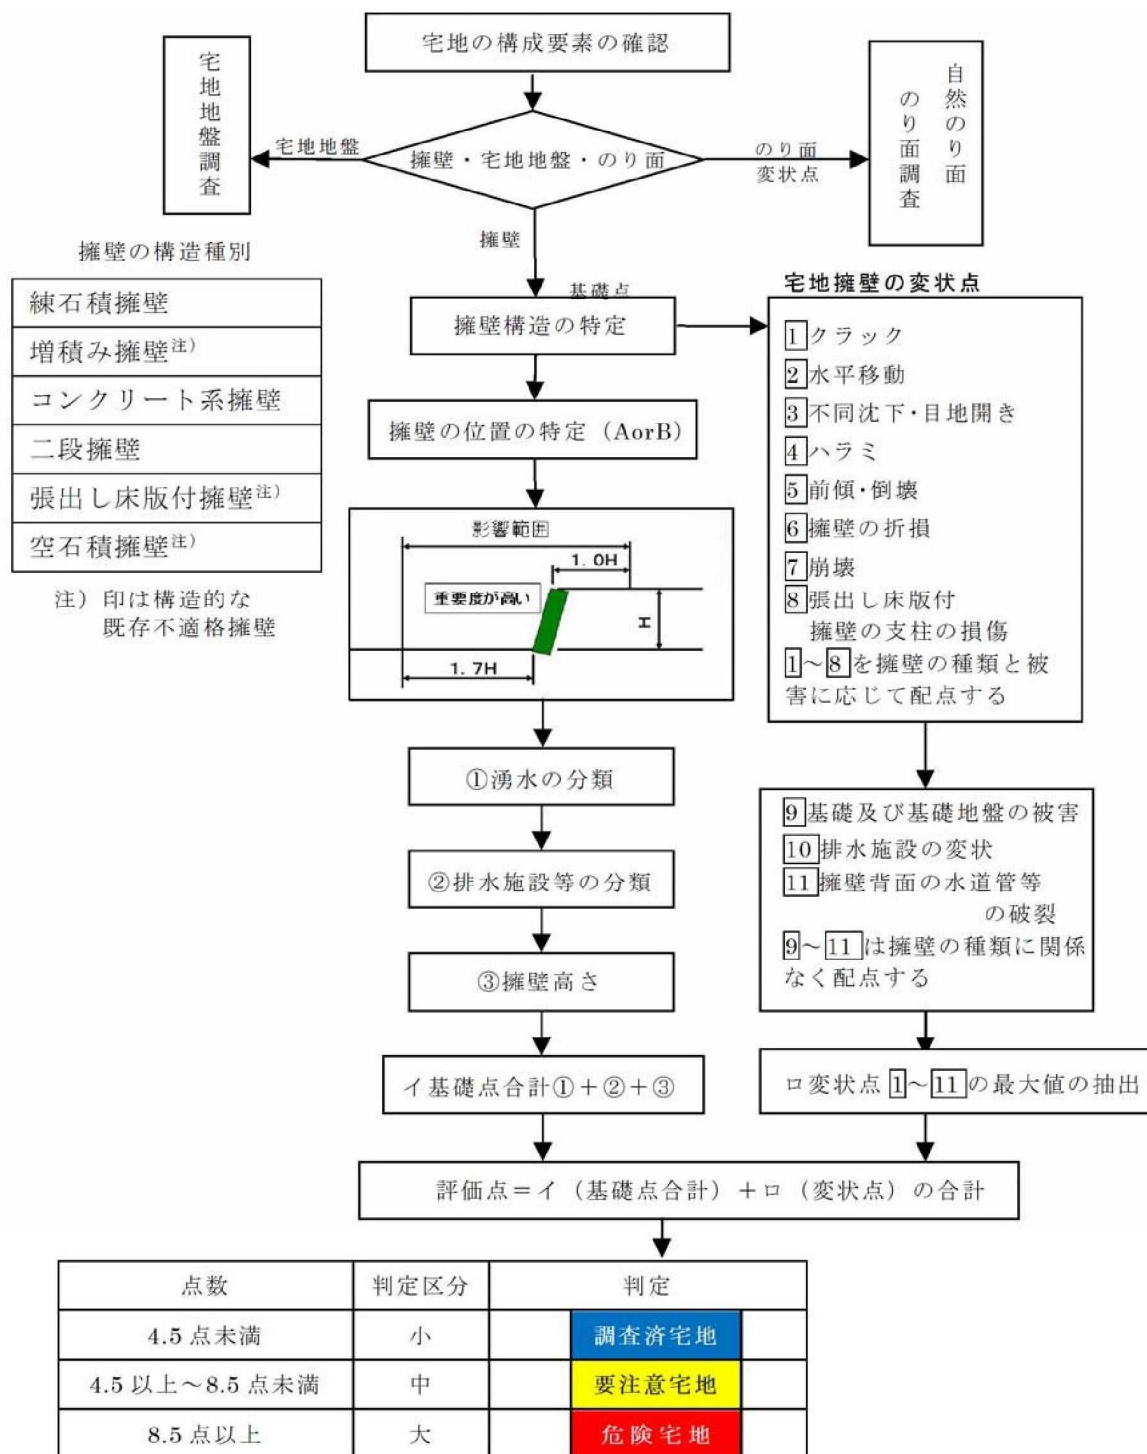 宅地の構成要素の確認
宅地地盤調査
自然のり面
のり面調査
宅地地盤
擁壁・宅地地盤・のり面
のり面
変状点
擁壁
擁壁の構造種別
練石積擁壁
増積み擁壁注)
コンクリート系擁壁
二段擁壁
張出し床版付擁壁注)
空石積擁壁注)
注)印は構造的な
既存不適格擁壁
基礎点
擁壁構造の特定
擁壁の位置の特定(AorB)
影響範囲
1.0H
重要度が高い
H
1.7H
①湧水の分類
②排水施設等の分類
③擁壁高さ
イ基礎点合計①+②+③
宅地擁壁の変状点
1クラック
2水平移動
3不同沈下・目地開き
4ハラミ
5前傾・倒壊
6擁壁の折損
7崩壊
8張出し床版付
擁壁の支柱の損傷
1~8を擁壁の種類と被
害に応じて配点する
9基礎及び基礎地盤の被害
10排水施設の変状
11擁壁背面の水道管等
の破裂
9~11は擁壁の種類に関係
なく配点する
ロ変状点1~11の最大値の抽出
評価点=イ(基礎点合計)+ロ(変状点)の合計
点数 判定区分 判定
4.5点未満 小 調査済宅地
4.5以上~8.5点未満 中 要注意宅地
8.5点以上 大 危険宅地